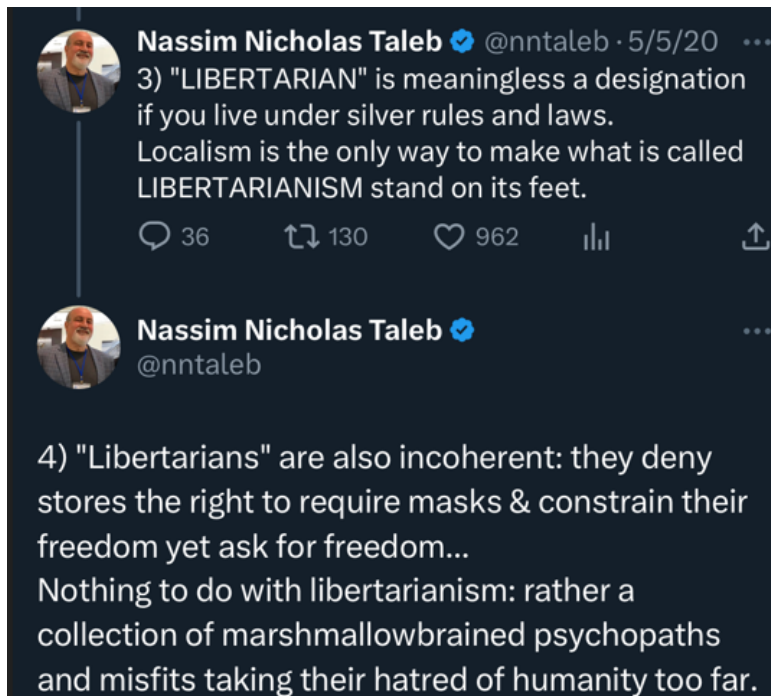 Nassim Nicholas Taleb @nntaleb · 5/5/20 ...
3) "LIBERTARIAN" is meaningless a designation
if you live under silver rules and laws.
Localism is the only way to make what is called
LIBERTARIANISM stand on its feet.
36 130 962
Nassim Nicholas Taleb ...
@nntaleb
4) "Libertarians" are also incoherent: they deny
stores the right to require masks & constrain their
freedom yet ask for freedom...
Nothing to do with libertarianism: rather a
collection of marshmallowbrained psychopaths
and misfits taking their hatred of humanity too far.